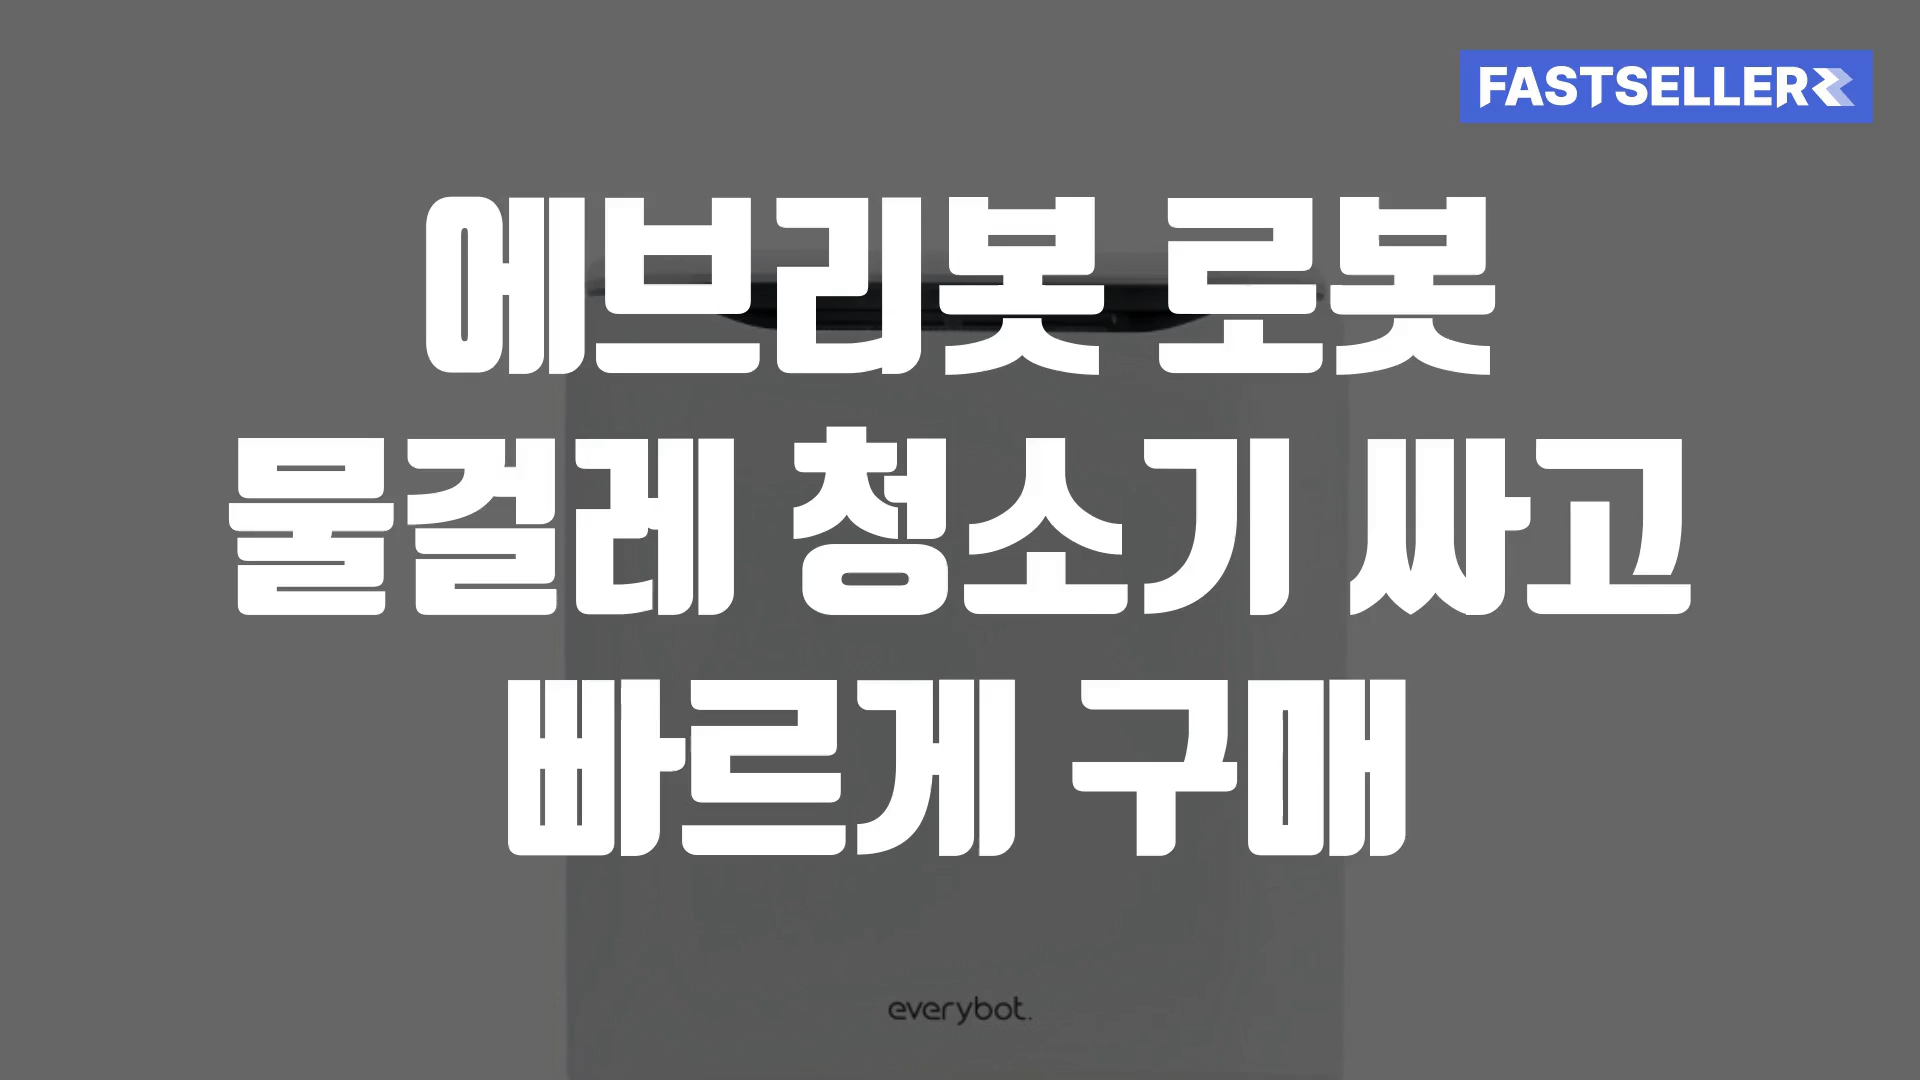 FASTSELLER
에브리봇 로봇
물걸레 청소기 싸고
빠르게 구매
everybot.